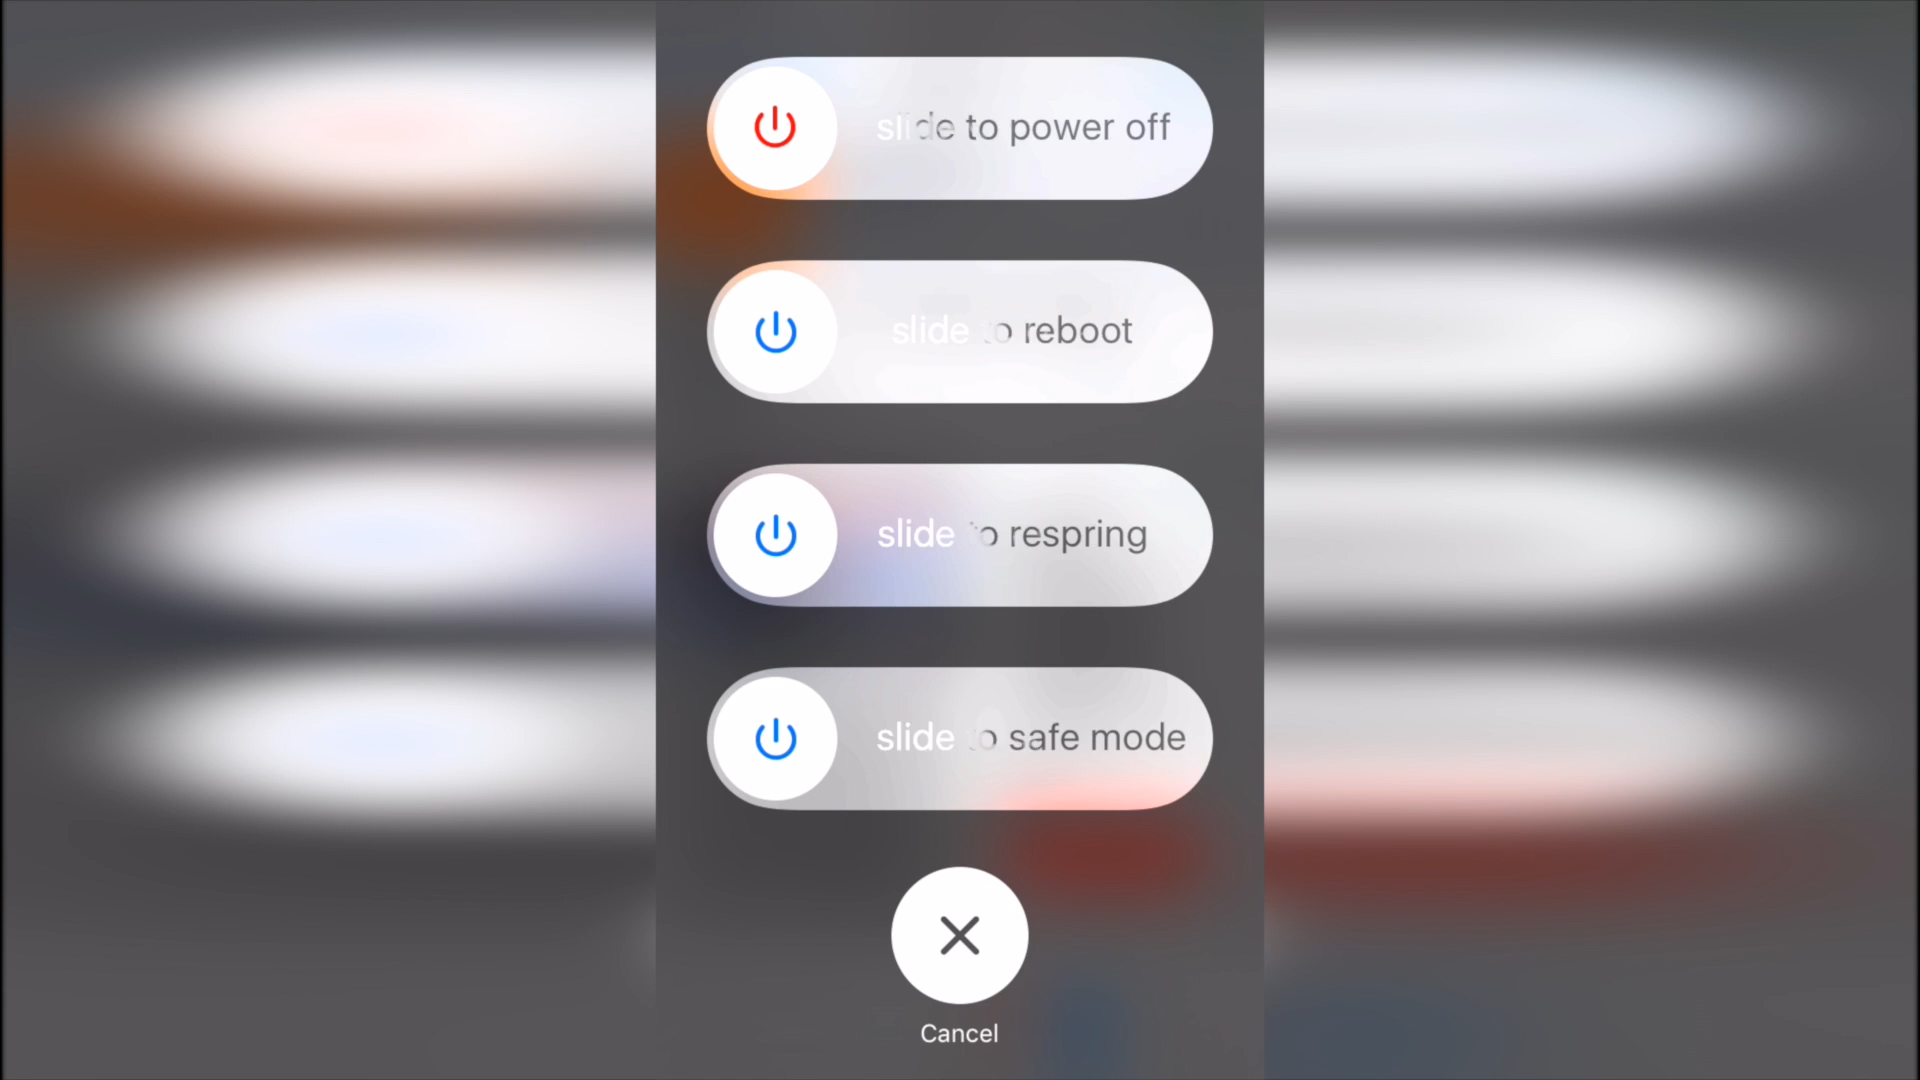 slide to power off
slide to reboot
slide to respring
slide to safe mode
Cancel